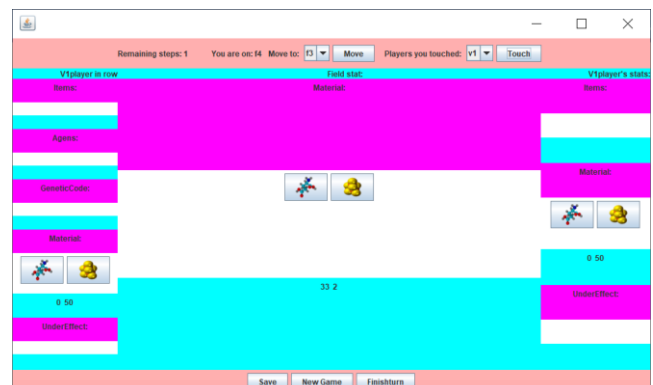 Remaining steps: 1 You are on: f4 Move to: f3 Move Players you touched: v1 Touch
V1player in row Field stat: V1player's stats:
Items: Material: Items:
Agens:
GeneticCode:
Material:
Material:
0 50
33 2
0 50
UnderEffect:
UnderEffect:
Save New Game Finishturn